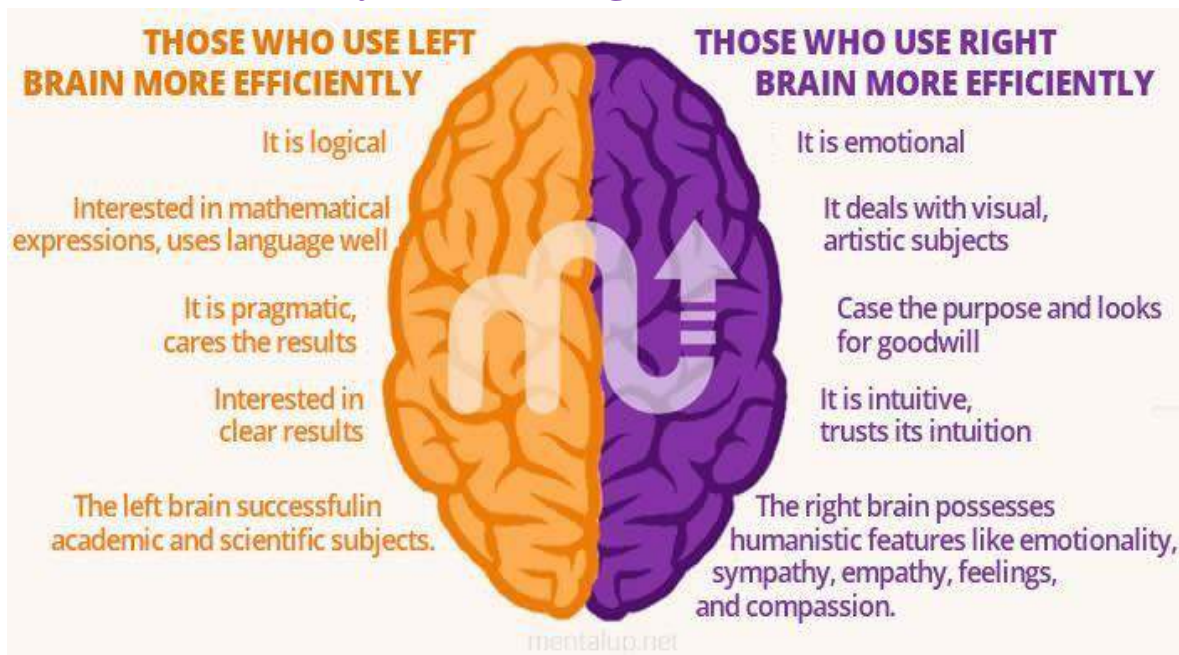 THOSE WHO USE LEFT
BRAIN MORE EFFICIENTLY
It is logical
Interested in mathematical
expressions, uses language well
It is pragmatic,
cares the results
Interested in
clear results
The left brain successfulin
academic and scientific subjects.
THOSE WHO USE RIGHT
BRAIN MORE EFFICIENTLY
It is emotional
It deals with visual,
artistic subjects
Case the purpose and looks
for goodwill
It is intuitive,
trusts its intuition
The right brain possesses
humanistic features like emotionality,
sympathy, empathy, feelings,
and compassion.
mentalup.net